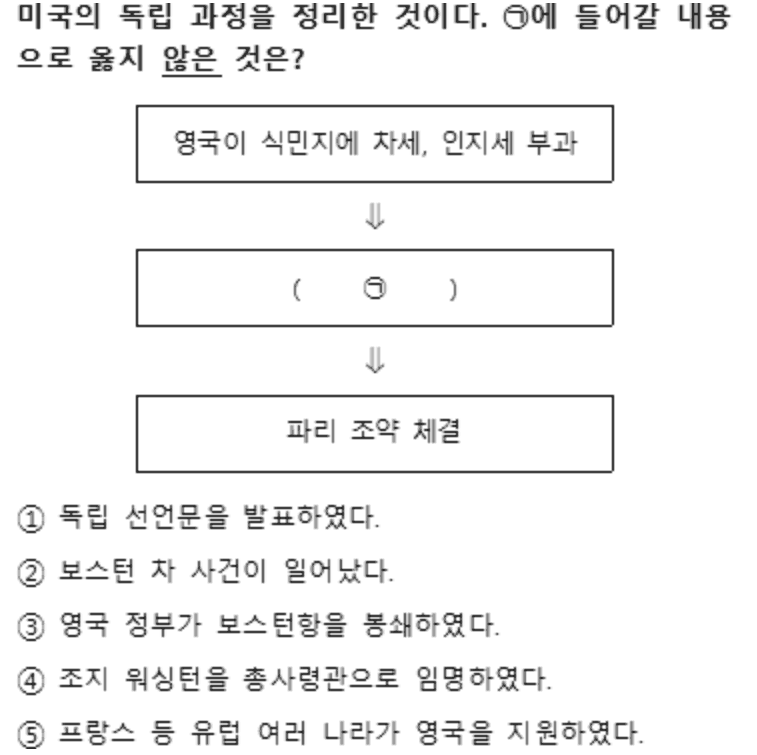 미국의 독립 과정을 정리한 것이다. ㉠에 들어갈 내용
으로 옳지 않은 것은?
영국이 식민지에 차세, 인지세 부과
⇓
( ㉠ )
⇓
파리 조약 체결
① 독립 선언문을 발표하였다.
② 보스턴 차 사건이 일어났다.
③ 영국 정부가 보스턴항을 봉쇄하였다.
④ 조지 워싱턴을 총사령관으로 임명하였다.
⑤ 프랑스 등 유럽 여러 나라가 영국을 지원하였다.